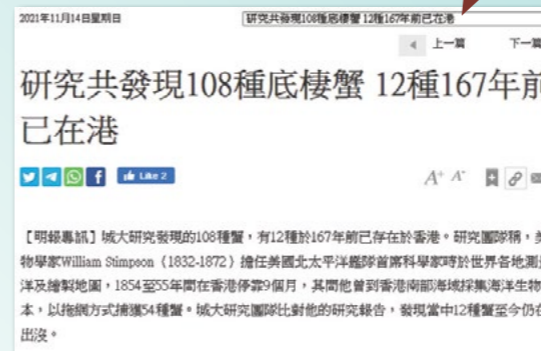 2021年11月14日星期日
研究共發現108種底棲蟹 12種167年前已在港
上一篇 下一篇
研究共發現108種底棲蟹 12種167年前
已在港
Like 2
A+ A-
【明報專訊】城大研究發現的108種蟹，有12種於167年前已存在於香港。研究團隊稱，美
物學家William Stimpson（1832-1872）擔任美國北太平洋艦隊首席科學家時於世界各地測量
洋及繪製地圖，1854至55年間在香港停靠9個月，其間他曾到香港南部海域採集海洋生物
本，以拖網方式捕獲54種蟹。城大研究團隊比對他的研究報告，發現當中12種蟹至今仍在
出沒。